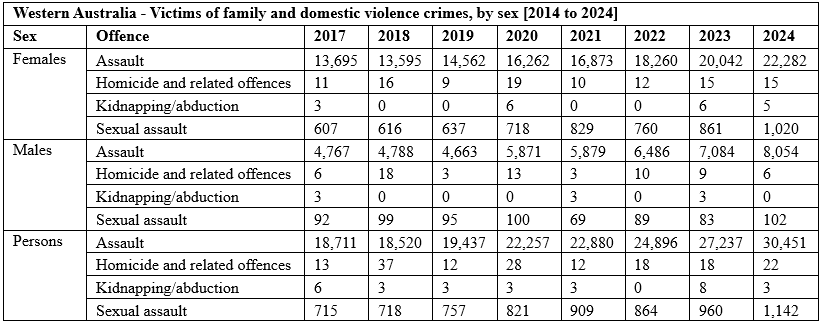 Western Australia - Victims of family and domestic violence crimes, by sex [2014 to 2024]
Sex Offence 2017 2018 2019 2020 2021 2022 2023 2024
Females Assault 13,695 13,595 14,562 16,262 16,873 18,260 20,042 22,282
Homicide and related offences 11 16 9 19 10 12 15 15
Kidnapping/abduction 3 0 0 6 0 0 6 5
Sexual assault 607 616 637 718 829 760 861 1,020
Males Assault 4,767 4,788 4,663 5,871 5,879 6,486 7,084 8,054
Homicide and related offences 6 18 3 13 3 10 9 6
Kidnapping/abduction 3 0 0 0 3 0 3 0
Sexual assault 92 99 95 100 69 89 83 102
Persons Assault 18,711 18,520 19,437 22,257 22,880 24,896 27,237 30,451
Homicide and related offences 13 37 12 28 12 18 18 22
Kidnapping/abduction 6 3 3 3 3 0 8 3
Sexual assault 715 718 757 821 909 864 960 1,142